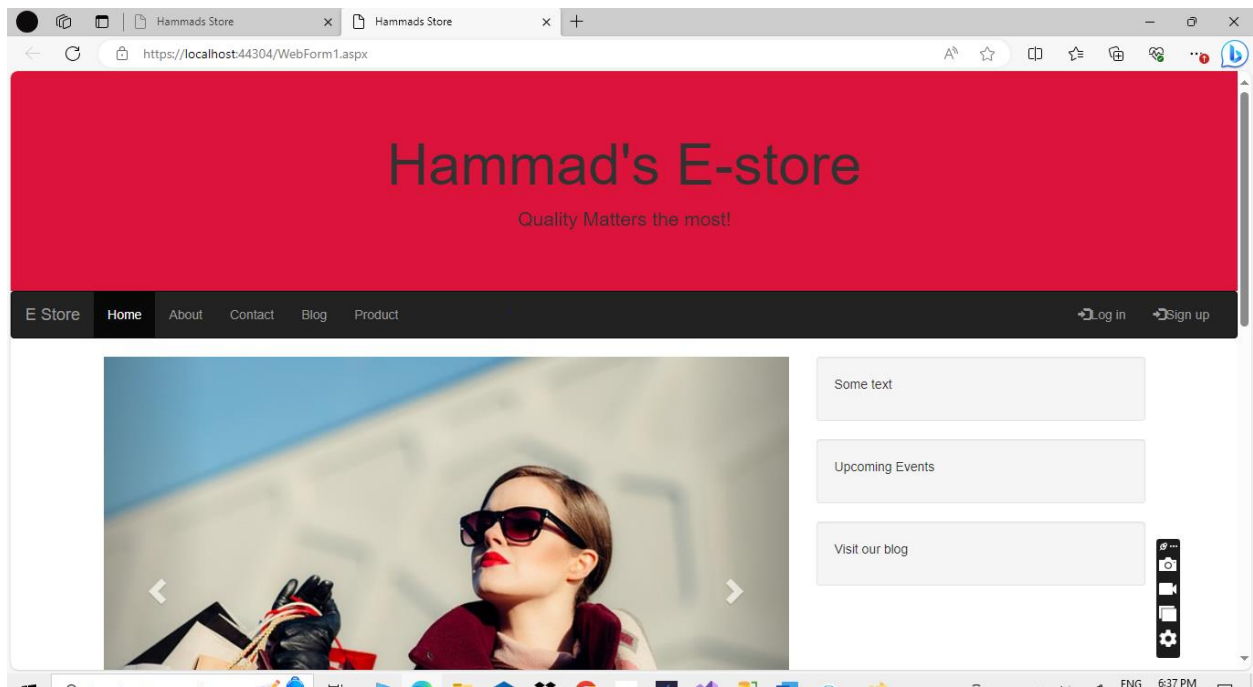 Hammads Store
Hammads Store
https://localhost:44304/WebForm1.aspx
Hammad's E-store
Quality Matters the most!
E Store Home About Contact Blog Product Log in Sign up
Some text
Upcoming Events
Visit our blog
ENG 6:37 PM